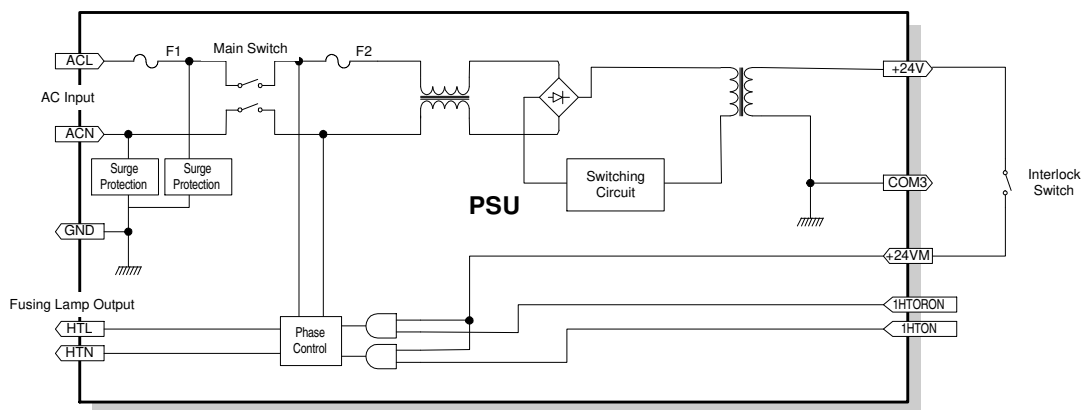 ACL
F1
Main Switch
F2
+24V
AC Input
ACN
Surge
Protection
Surge
Protection
Switching
Circuit
PSU
COM3
Interlock
Switch
GND
+24VM
Fusing Lamp Output
1HTORON
HTL
Phase
Control
1HTON
HTN